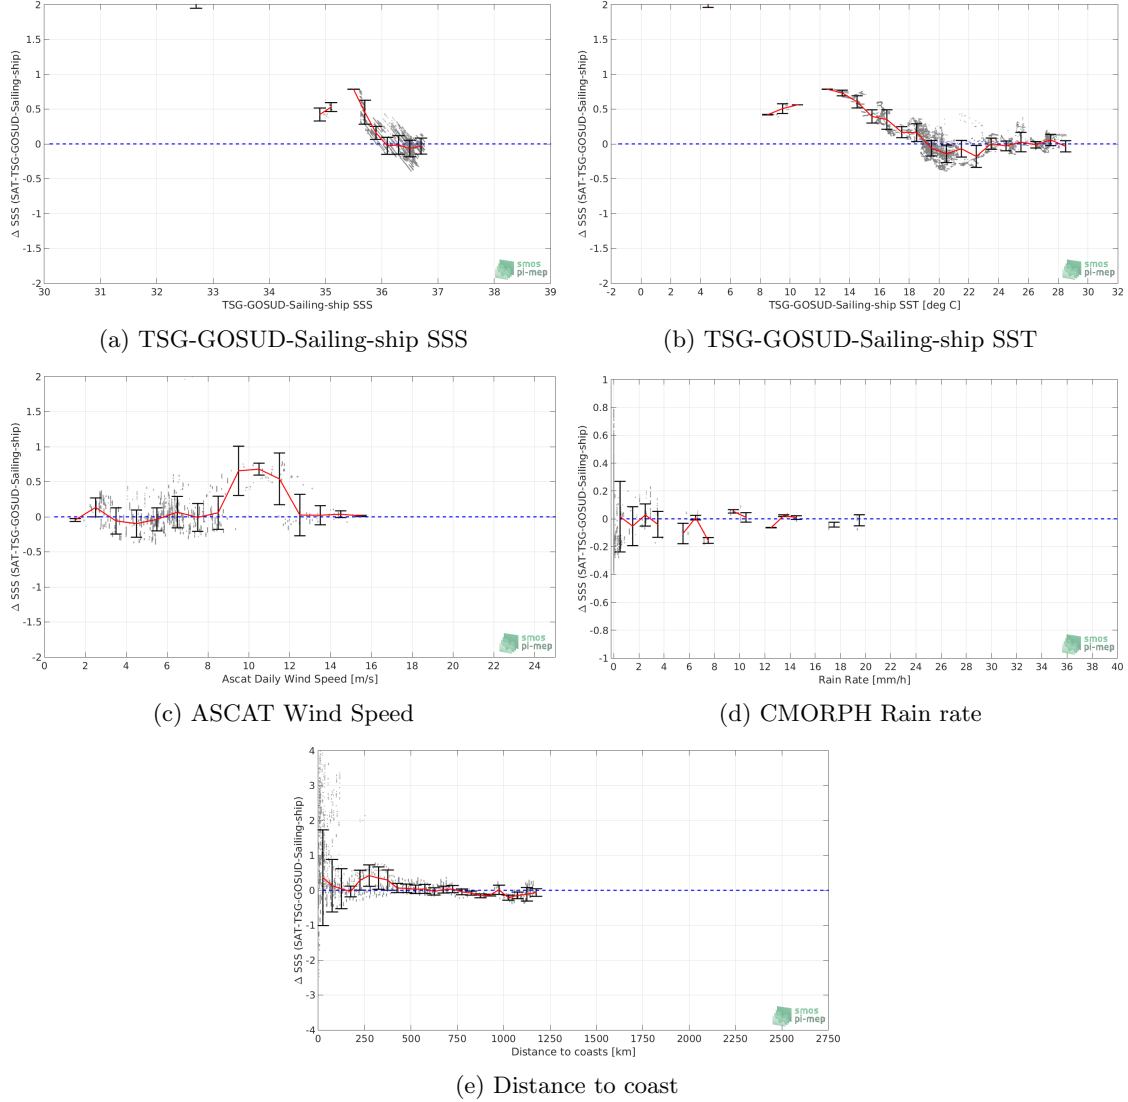 2
1.5
1
0.5
0
-0.5
-1
-1.5
-2
Δ SSS (SAT-TSG-GOSUD-Sailing-ship)
30 31 32 33 34 35 36 37 38 39
TSG-GOSUD-Sailing-ship SSS
smos
pi-mep
(a) TSG-GOSUD-Sailing-ship SSS
2
1.5
1
0.5
0
-0.5
-1
-1.5
-2
Δ SSS (SAT-TSG-GOSUD-Sailing-ship)
-2 0 2 4 6 8 10 12 14 16 18 20 22 24 26 28 30 32
TSG-GOSUD-Sailing-ship SST [deg C]
smos
pi-mep
(b) TSG-GOSUD-Sailing-ship SST
2
1.5
1
0.5
0
-0.5
-1
-1.5
-2
Δ SSS (SAT-TSG-GOSUD-Sailing-ship)
0 2 4 6 8 10 12 14 16 18 20 22 24
Ascat Daily Wind Speed [m/s]
smos
pi-mep
(c) ASCAT Wind Speed
1
0.8
0.6
0.4
0.2
0
-0.2
-0.4
-0.6
-0.8
-1
Δ SSS (SAT-TSG-GOSUD-Sailing-ship)
0 2 4 6 8 10 12 14 16 18 20 22 24 26 28 30 32 34 36 38 40
Rain Rate [mm/h]
smos
pi-mep
(d) CMORPH Rain rate
4
3
2
1
0
-1
-2
-3
-4
Δ SSS (SAT-TSG-GOSUD-Sailing-ship)
0 250 500 750 1000 1250 1500 1750 2000 2250 2500 2750
Distance to coasts [km]
smos
pi-mep
(e) Distance to coast